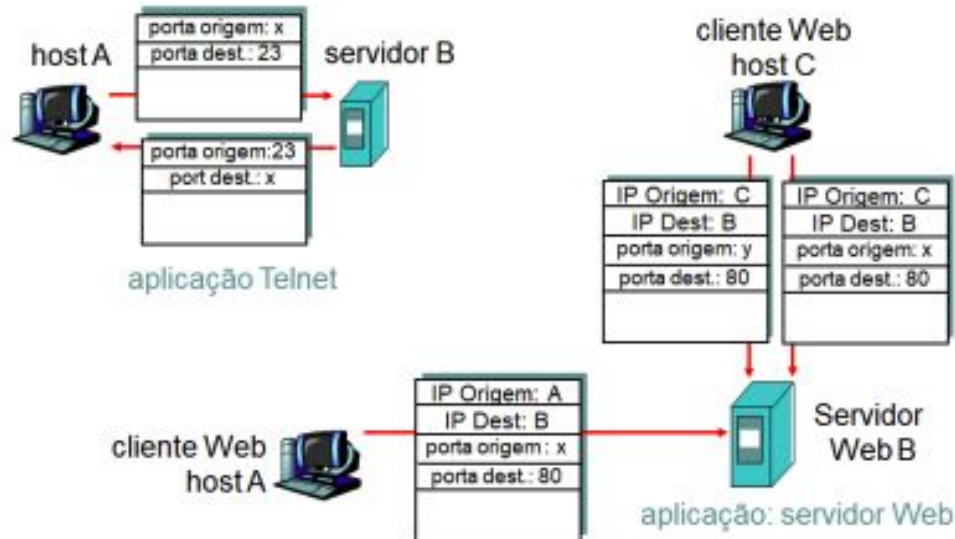 host A
porta origem: x
porta dest.: 23
servidor B
porta origem:23
port dest.: x
aplicação Telnet
cliente Web
host C
IP Origem: C
IP Dest: B
porta origem: y
porta dest.: 80
IP Origem: C
IP Dest: B
porta origem: x
porta dest.: 80
cliente Web
host A
IP Origem: A
IP Dest: B
porta origem: x
porta dest.: 80
Servidor
Web B
aplicação: servidor Web